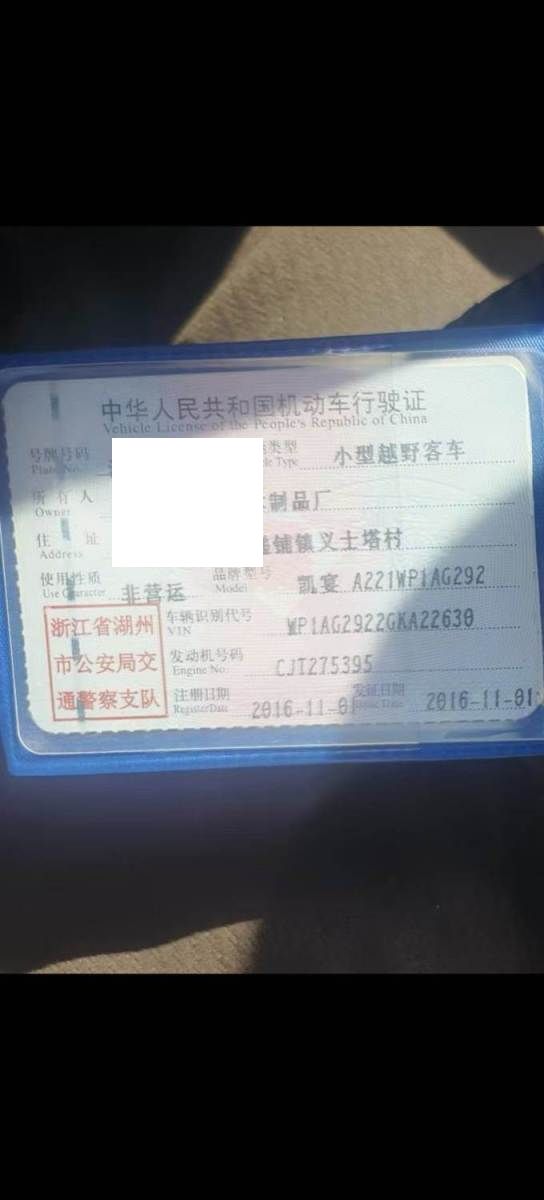 中华人民共和国机动车行驶证
Vehicle License of the People's Republic of China
号牌号码 类型 小型越野客车
Plate No. Type
所有人 制品厂
Owner
住址 铺镇义士塔村
Address
使用性质 非营运 品牌型号 凯宴 A221WP1AG292
Use Character Model
浙江省湖州
市公安局交
通警察支队
车辆识别代号 WP1AG2922GKA22630
VIN
发动机号码 CJT275395
Engine No.
注册日期 2016-11-01 发证日期 2016-11-01
Register Date Issue Date